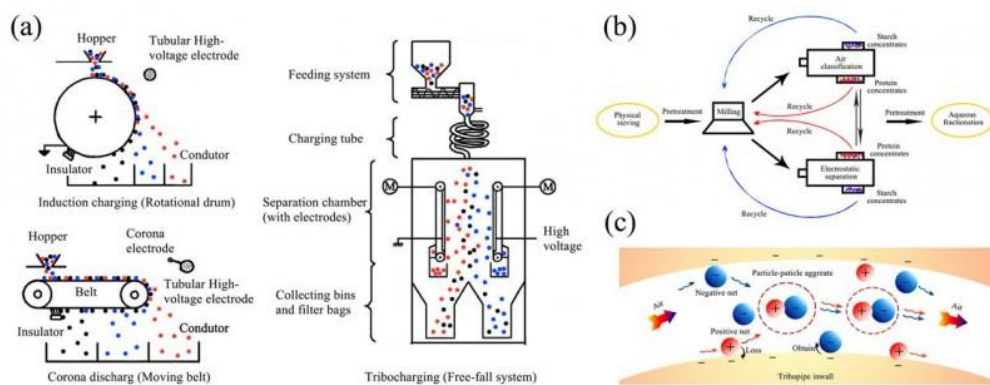 (a)
Hopper
Tubular High-
voltage electrode
+
Insulator
Condutor
Induction charging (Rotational drum)
Hopper
Corona
electrode
Belt
Tubular High-
voltage electrode
Insulator
Condutor
Corona discharg (Moving belt)
Feeding system
Charging tube
Separation chamber
(with electrodes)
M
M
High
voltage
Collecting bins
and filter bags
Tribocharging (Free-fall system)
(b)
Recycle
Starch
concentrates
Air
classification
Protein
concentrates
Recycle
Physical
sieving
Pretreatment
Milling
Pretreatment
Aqueous
fractionation
Recycle
Protein
concentrates
Electrostatic
separation
Starch
concentrates
Recycle
(c)
Particle-paticle aggreate
Negative net
Air
Air
Positive net
Loss
Obtain
Tribopipe inwall